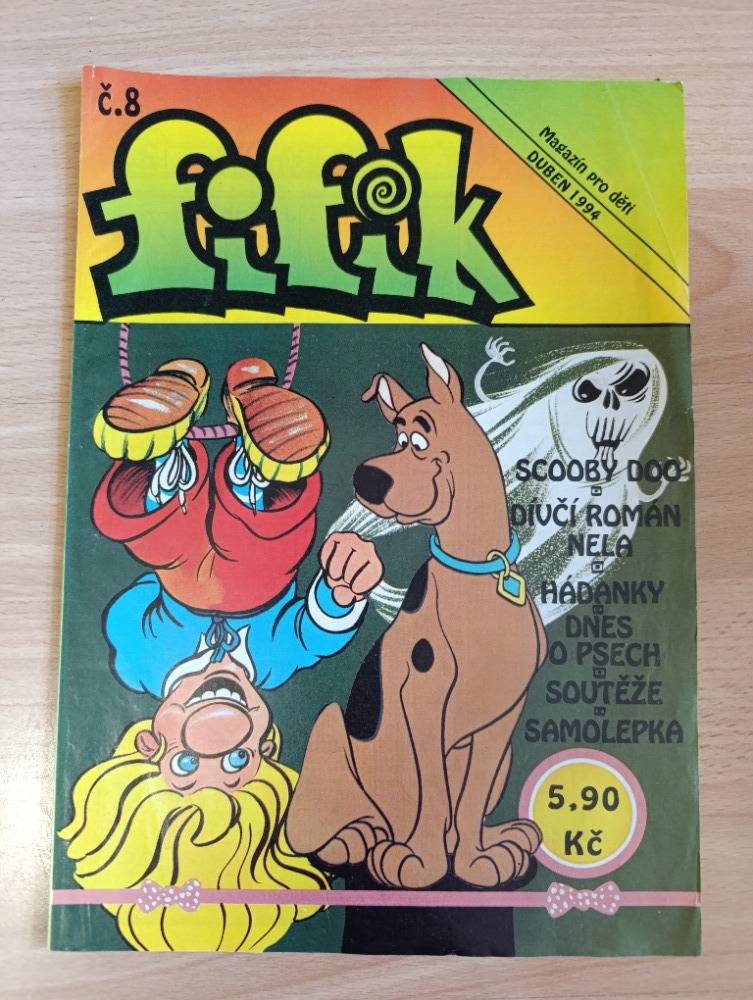 č.8
fifik
Magazín pro děti
DUBEN 1994
SCOOBY DOO
DÍVČÍ ROMÁN
NELA
HÁDANKY
DNES
O PSECH
SOUTĚŽE
SAMOLEPKA
5,90
Kč